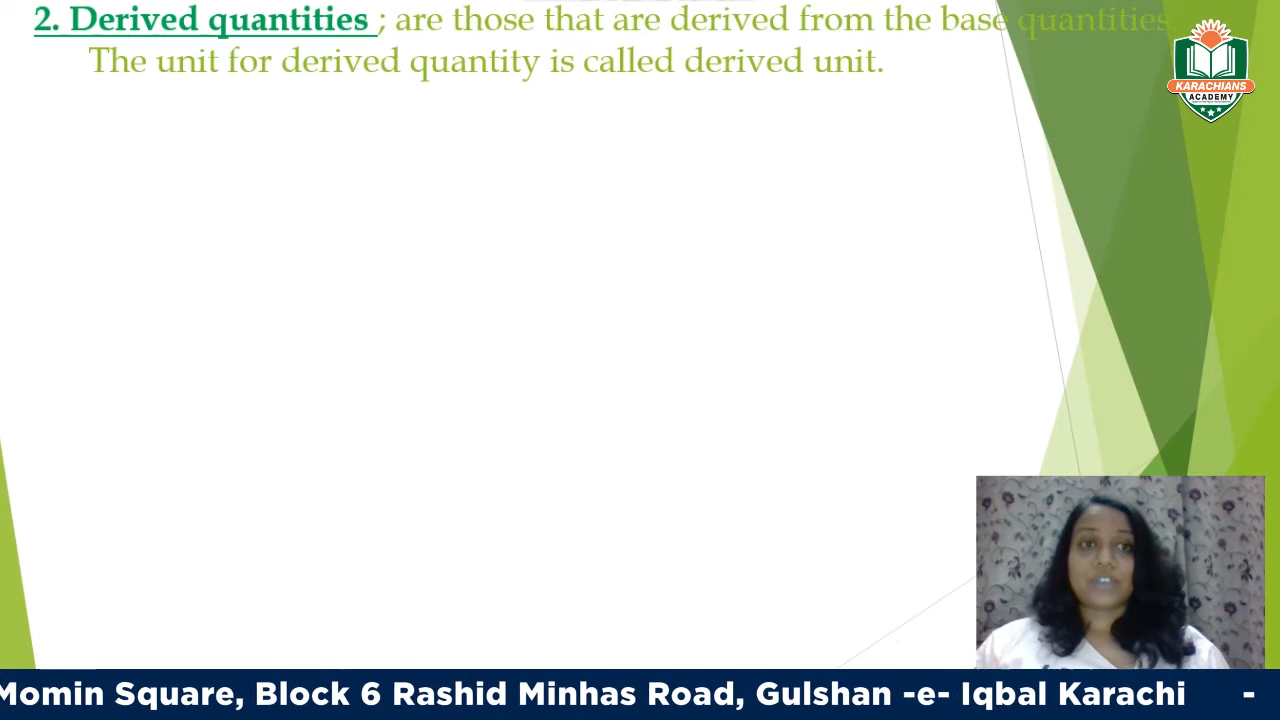 2. Derived quantities ; are those that are derived from the base quantities.
The unit for derived quantity is called derived unit.
KARACHIANS
ACADEMY
Momin Square, Block 6 Rashid Minhas Road, Gulshan -e- Iqbal Karachi -